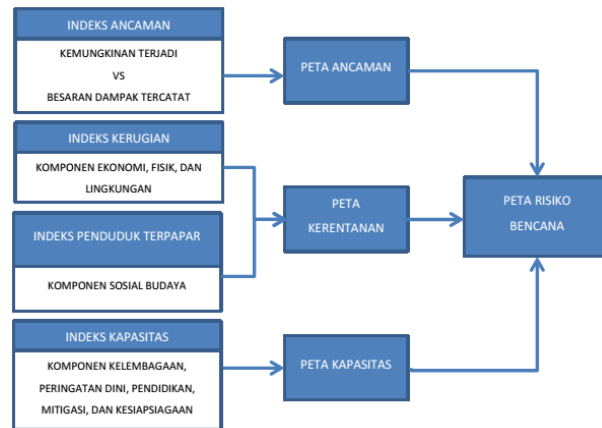 INDEKS ANCAMAN
KEMUNGKINAN TERJADI
VS
BESARAN DAMPAK TERCATAT
PETA ANCAMAN
INDEKS KERUGIAN
KOMPONEN EKONOMI, FISIK, DAN
LINGKUNGAN
INDEKS PENDUDUK TERPAPAR
KOMPONEN SOSIAL BUDAYA
PETA
KERENTANAN
PETA RISIKO
BENCANA
INDEKS KAPASITAS
KOMPONEN KELEMBAGAAN,
PERINGATAN DINI, PENDIDIKAN,
MITIGASI, DAN KESIAPSIAGAAN
PETA KAPASITAS